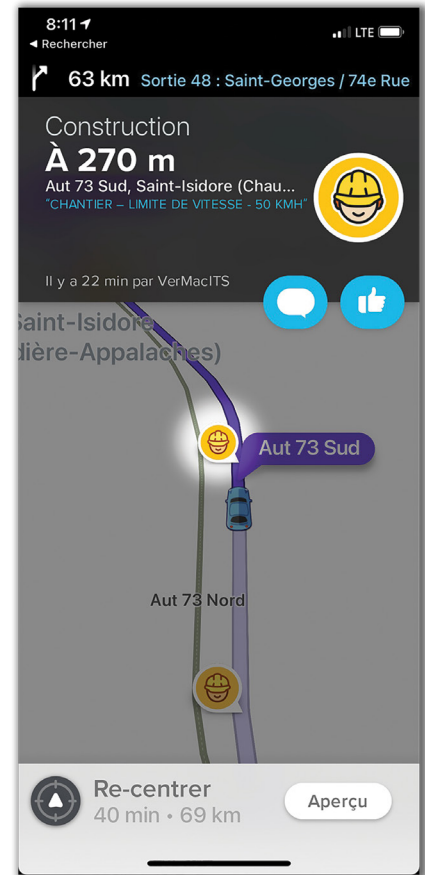 8:11
LTE
◄ Rechercher
63 km Sortie 48 : Saint-Georges / 74e Rue
Construction
À 270 m
Aut 73 Sud, Saint-Isidore (Chau...
"CHANTIER – LIMITE DE VITESSE - 50 KMH"
Il y a 22 min par VerMacITS
Saint-Isidore
dière-Appalaches)
Aut 73 Sud
Aut 73 Nord
Re-centrer
40 min • 69 km
Aperçu